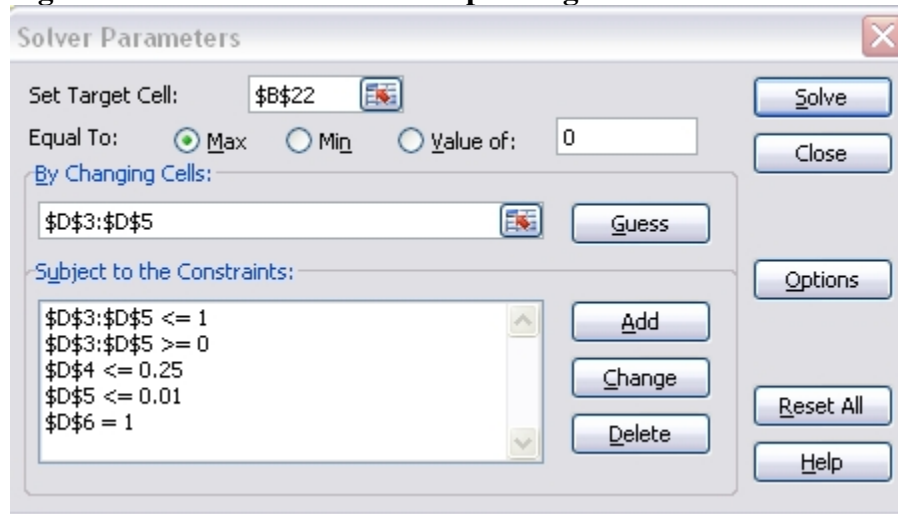 Solver Parameters
Set Target Cell: $B$22
Solve
Equal To: Max Min Value of: 0
Close
By Changing Cells:
$D$3:$D$5 Guess
Subject to the Constraints:
Options
$D$3:$D$5 <= 1
$D$3:$D$5 >= 0
$D$4 <= 0.25
$D$5 <= 0.01
$D$6 = 1
Add
Change
Delete
Reset All
Help